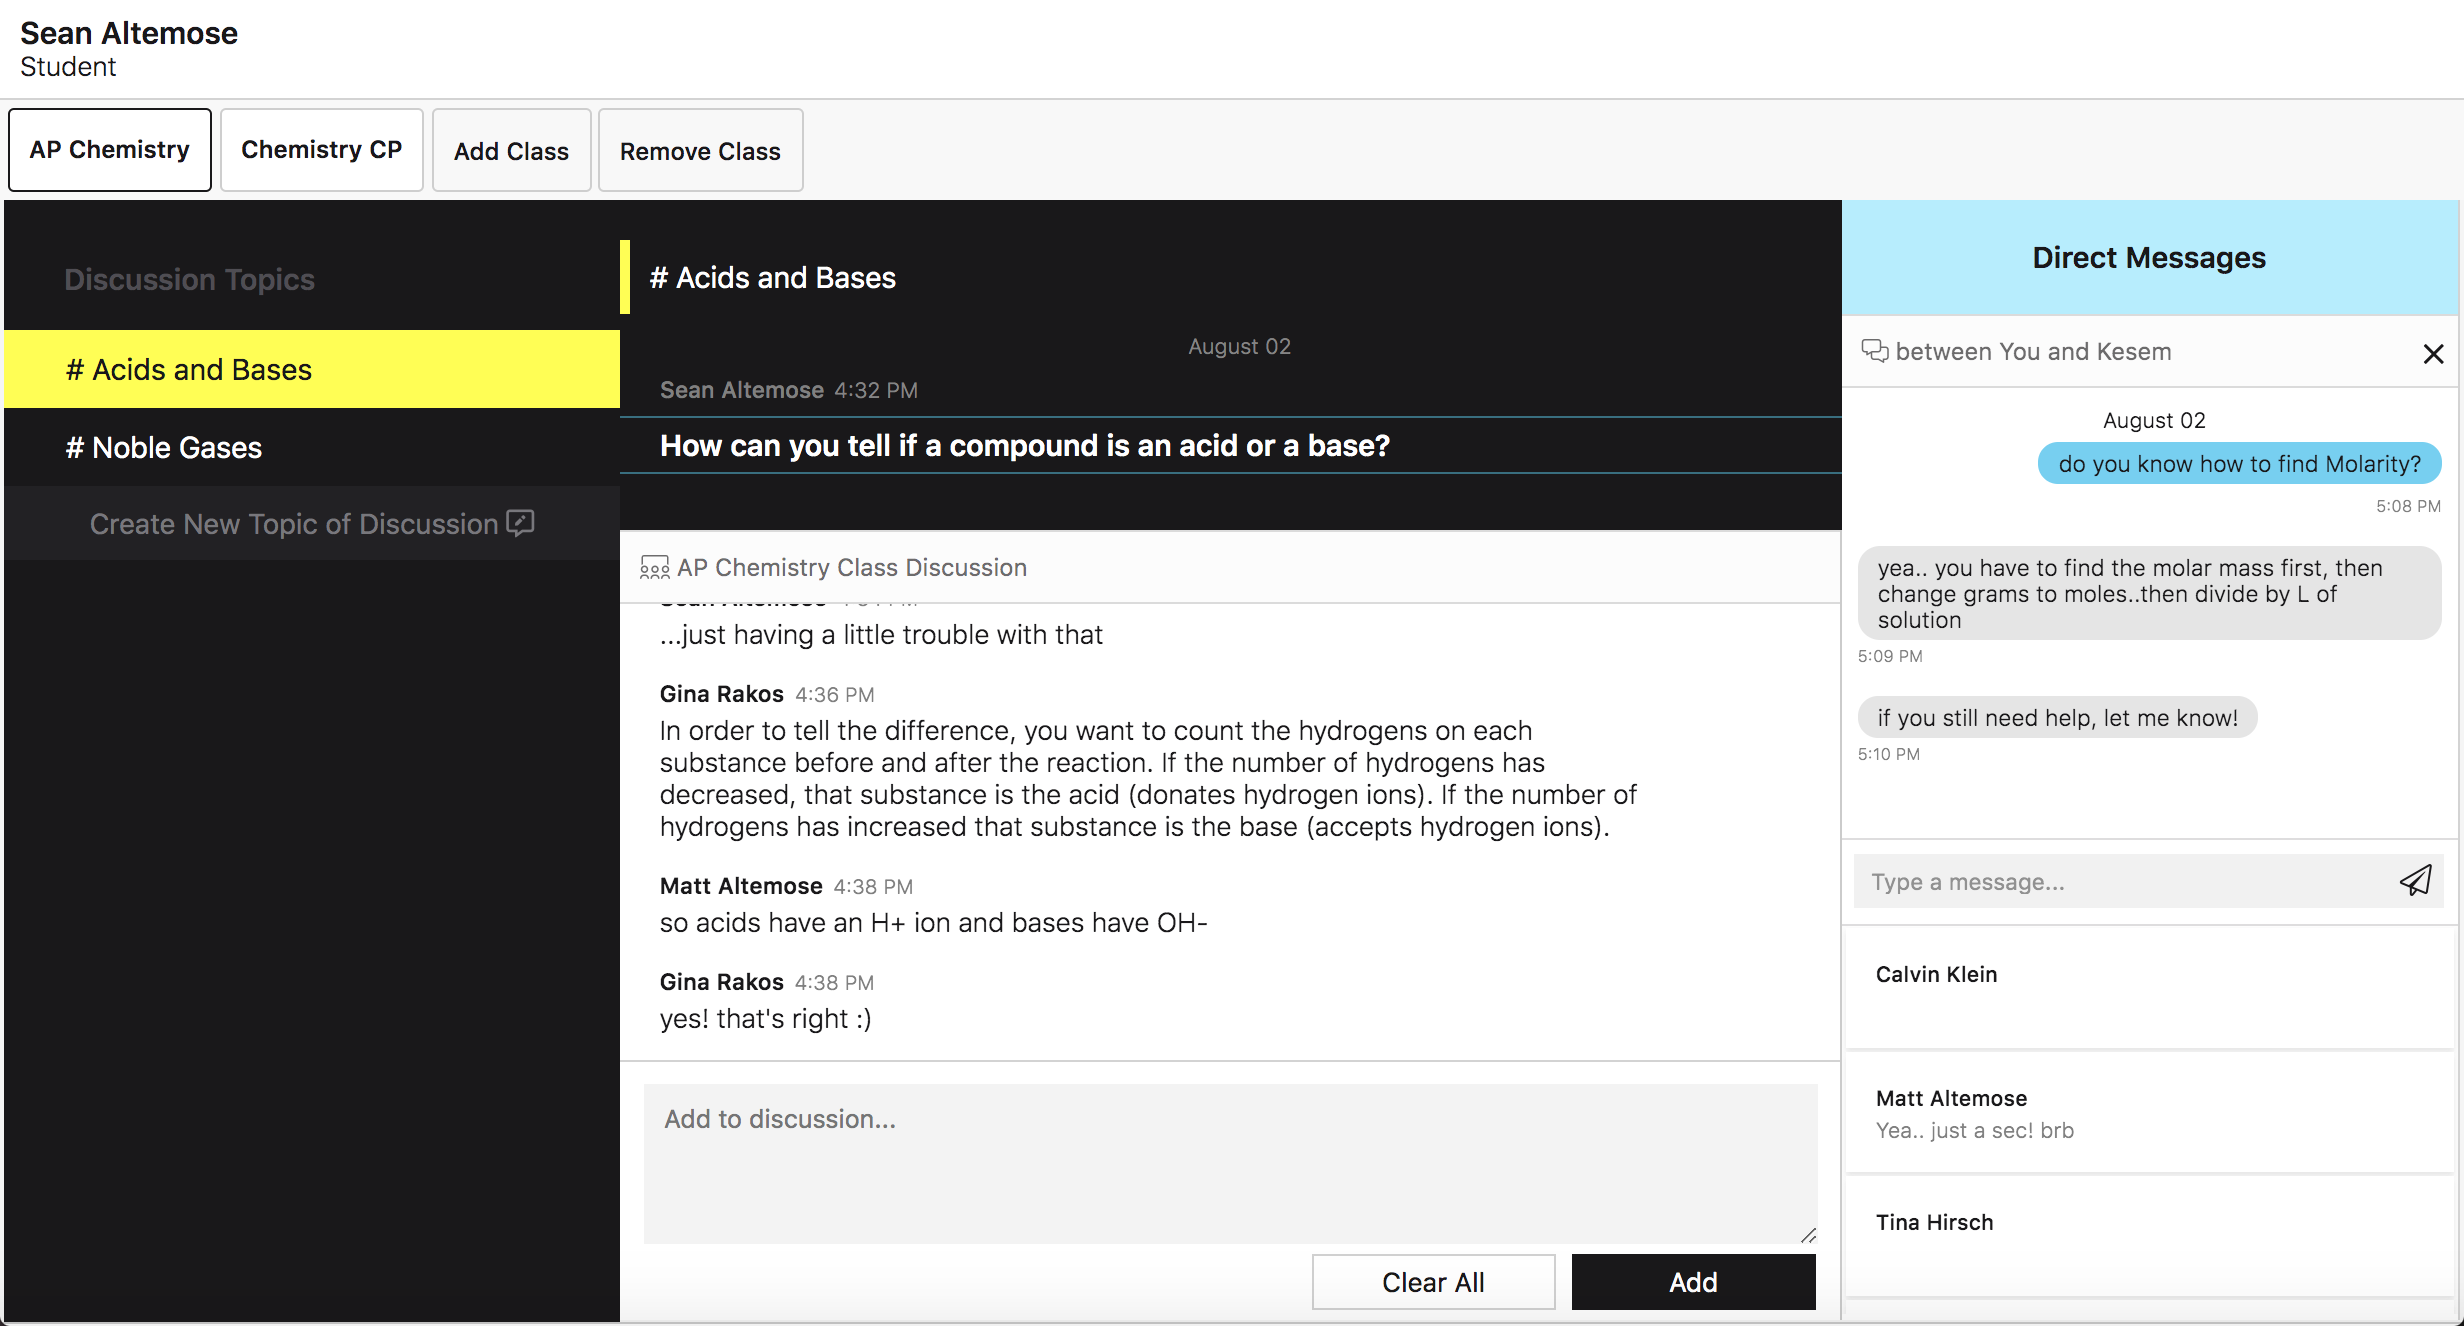 Sean Altemose
Student
AP Chemistry
Chemistry CP
Add Class
Remove Class
Discussion Topics
# Acids and Bases
# Noble Gases
Create New Topic of Discussion
# Acids and Bases
August 02
Sean Altemose 4:32 PM
How can you tell if a compound is an acid or a base?
AP Chemistry Class Discussion
Sean Altemose
...just having a little trouble with that
Gina Rakos 4:36 PM
In order to tell the difference, you want to count the hydrogens on each
substance before and after the reaction. If the number of hydrogens has
decreased, that substance is the acid (donates hydrogen ions). If the number of
hydrogens has increased that substance is the base (accepts hydrogen ions).
Matt Altemose 4:38 PM
so acids have an H+ ion and bases have OH-
Gina Rakos 4:38 PM
yes! that's right :)
Add to discussion...
Clear All
Add
Direct Messages
between You and Kesem
August 02
do you know how to find Molarity?
5:08 PM
yea.. you have to find the molar mass first, then
change grams to moles..then divide by L of
solution
5:09 PM
if you still need help, let me know!
5:10 PM
Type a message...
Calvin Klein
Matt Altemose
Yea.. just a sec! brb
Tina Hirsch